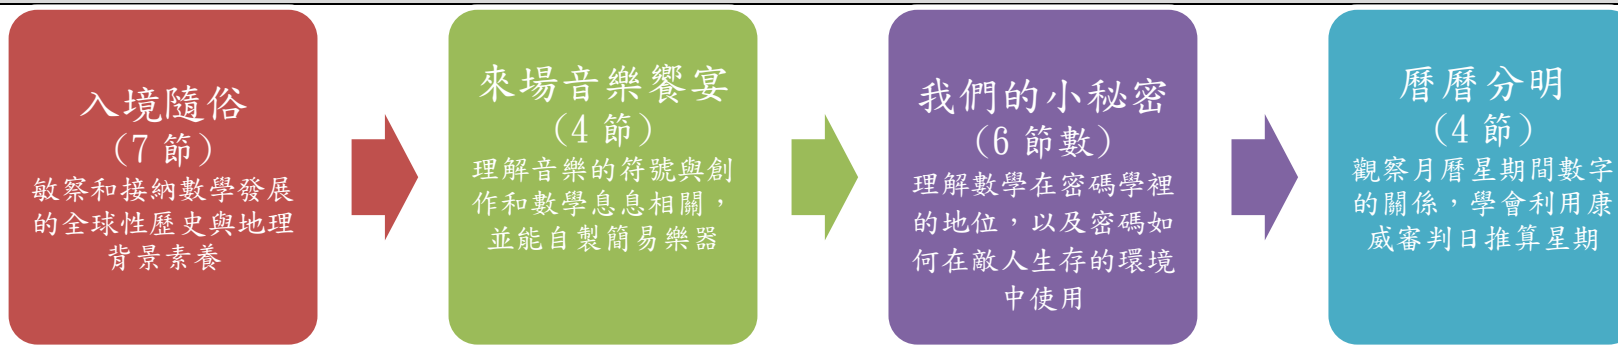 入境隨俗
(7 節)
敏察和接納數學發展
的全球性歷史與地理
背景素養
來場音樂饗宴
(4 節)
理解音樂的符號與創
作和數學息息相關，
並能自製簡易樂器
我們的小秘密
(6 節數)
理解數學在密碼學裡
的地位，以及密碼如
何在敵人生存的環境
中使用
曆曆分明
(4 節)
觀察月曆星期間數字
的關係，學會利用康
威審判日推算星期